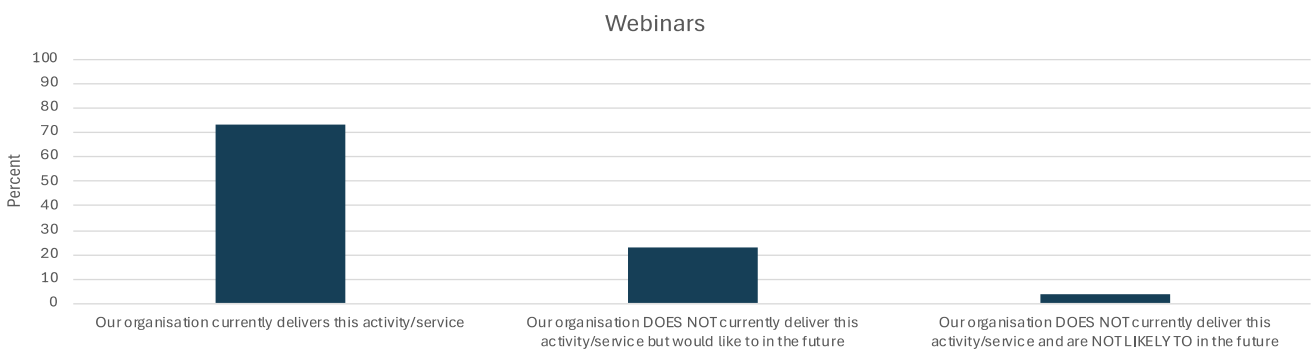 Webinars
100
90
80
70
60
50
40
30
20
10
0
Percent
Our organisation currently delivers this activity/service
Our organisation DOES NOT currently deliver this
activity/service but would like to in the future
Our organisation DOES NOT currently deliver this
activity/service and are NOT LIKELY TO in the future